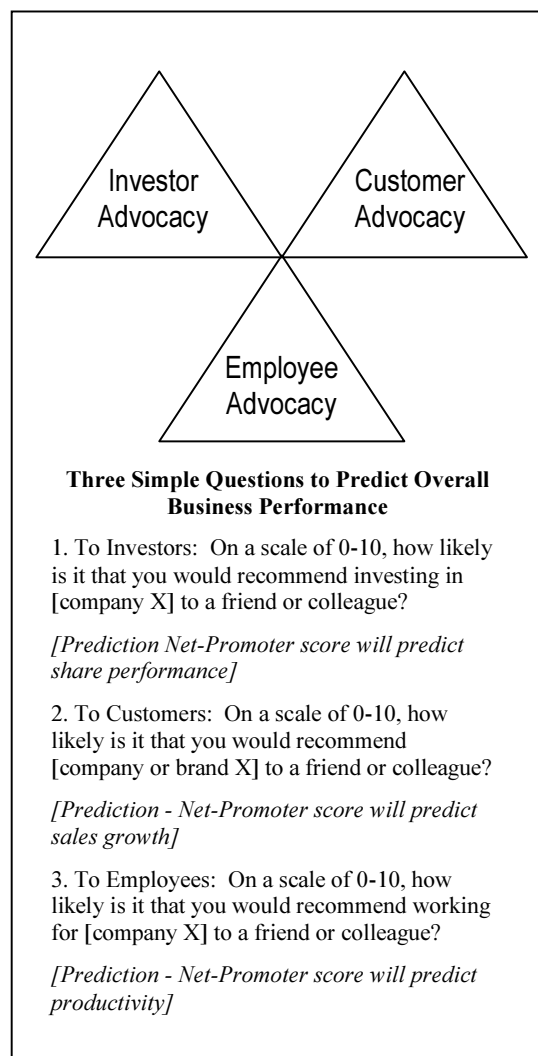 Investor
Advocacy
Customer
Advocacy
Employee
Advocacy
Three Simple Questions to Predict Overall
Business Performance
1. To Investors:  On a scale of 0-10, how likely
is it that you would recommend investing in
[company X] to a friend or colleague?
[Prediction Net-Promoter score will predict
share performance]
2. To Customers:  On a scale of 0-10, how
likely is it that you would recommend
[company or brand X] to a friend or colleague?
[Prediction - Net-Promoter score will predict
sales growth]
3. To Employees:  On a scale of 0-10, how
likely is it that you would recommend working
for [company X] to a friend or colleague?
[Prediction - Net-Promoter score will predict
productivity]